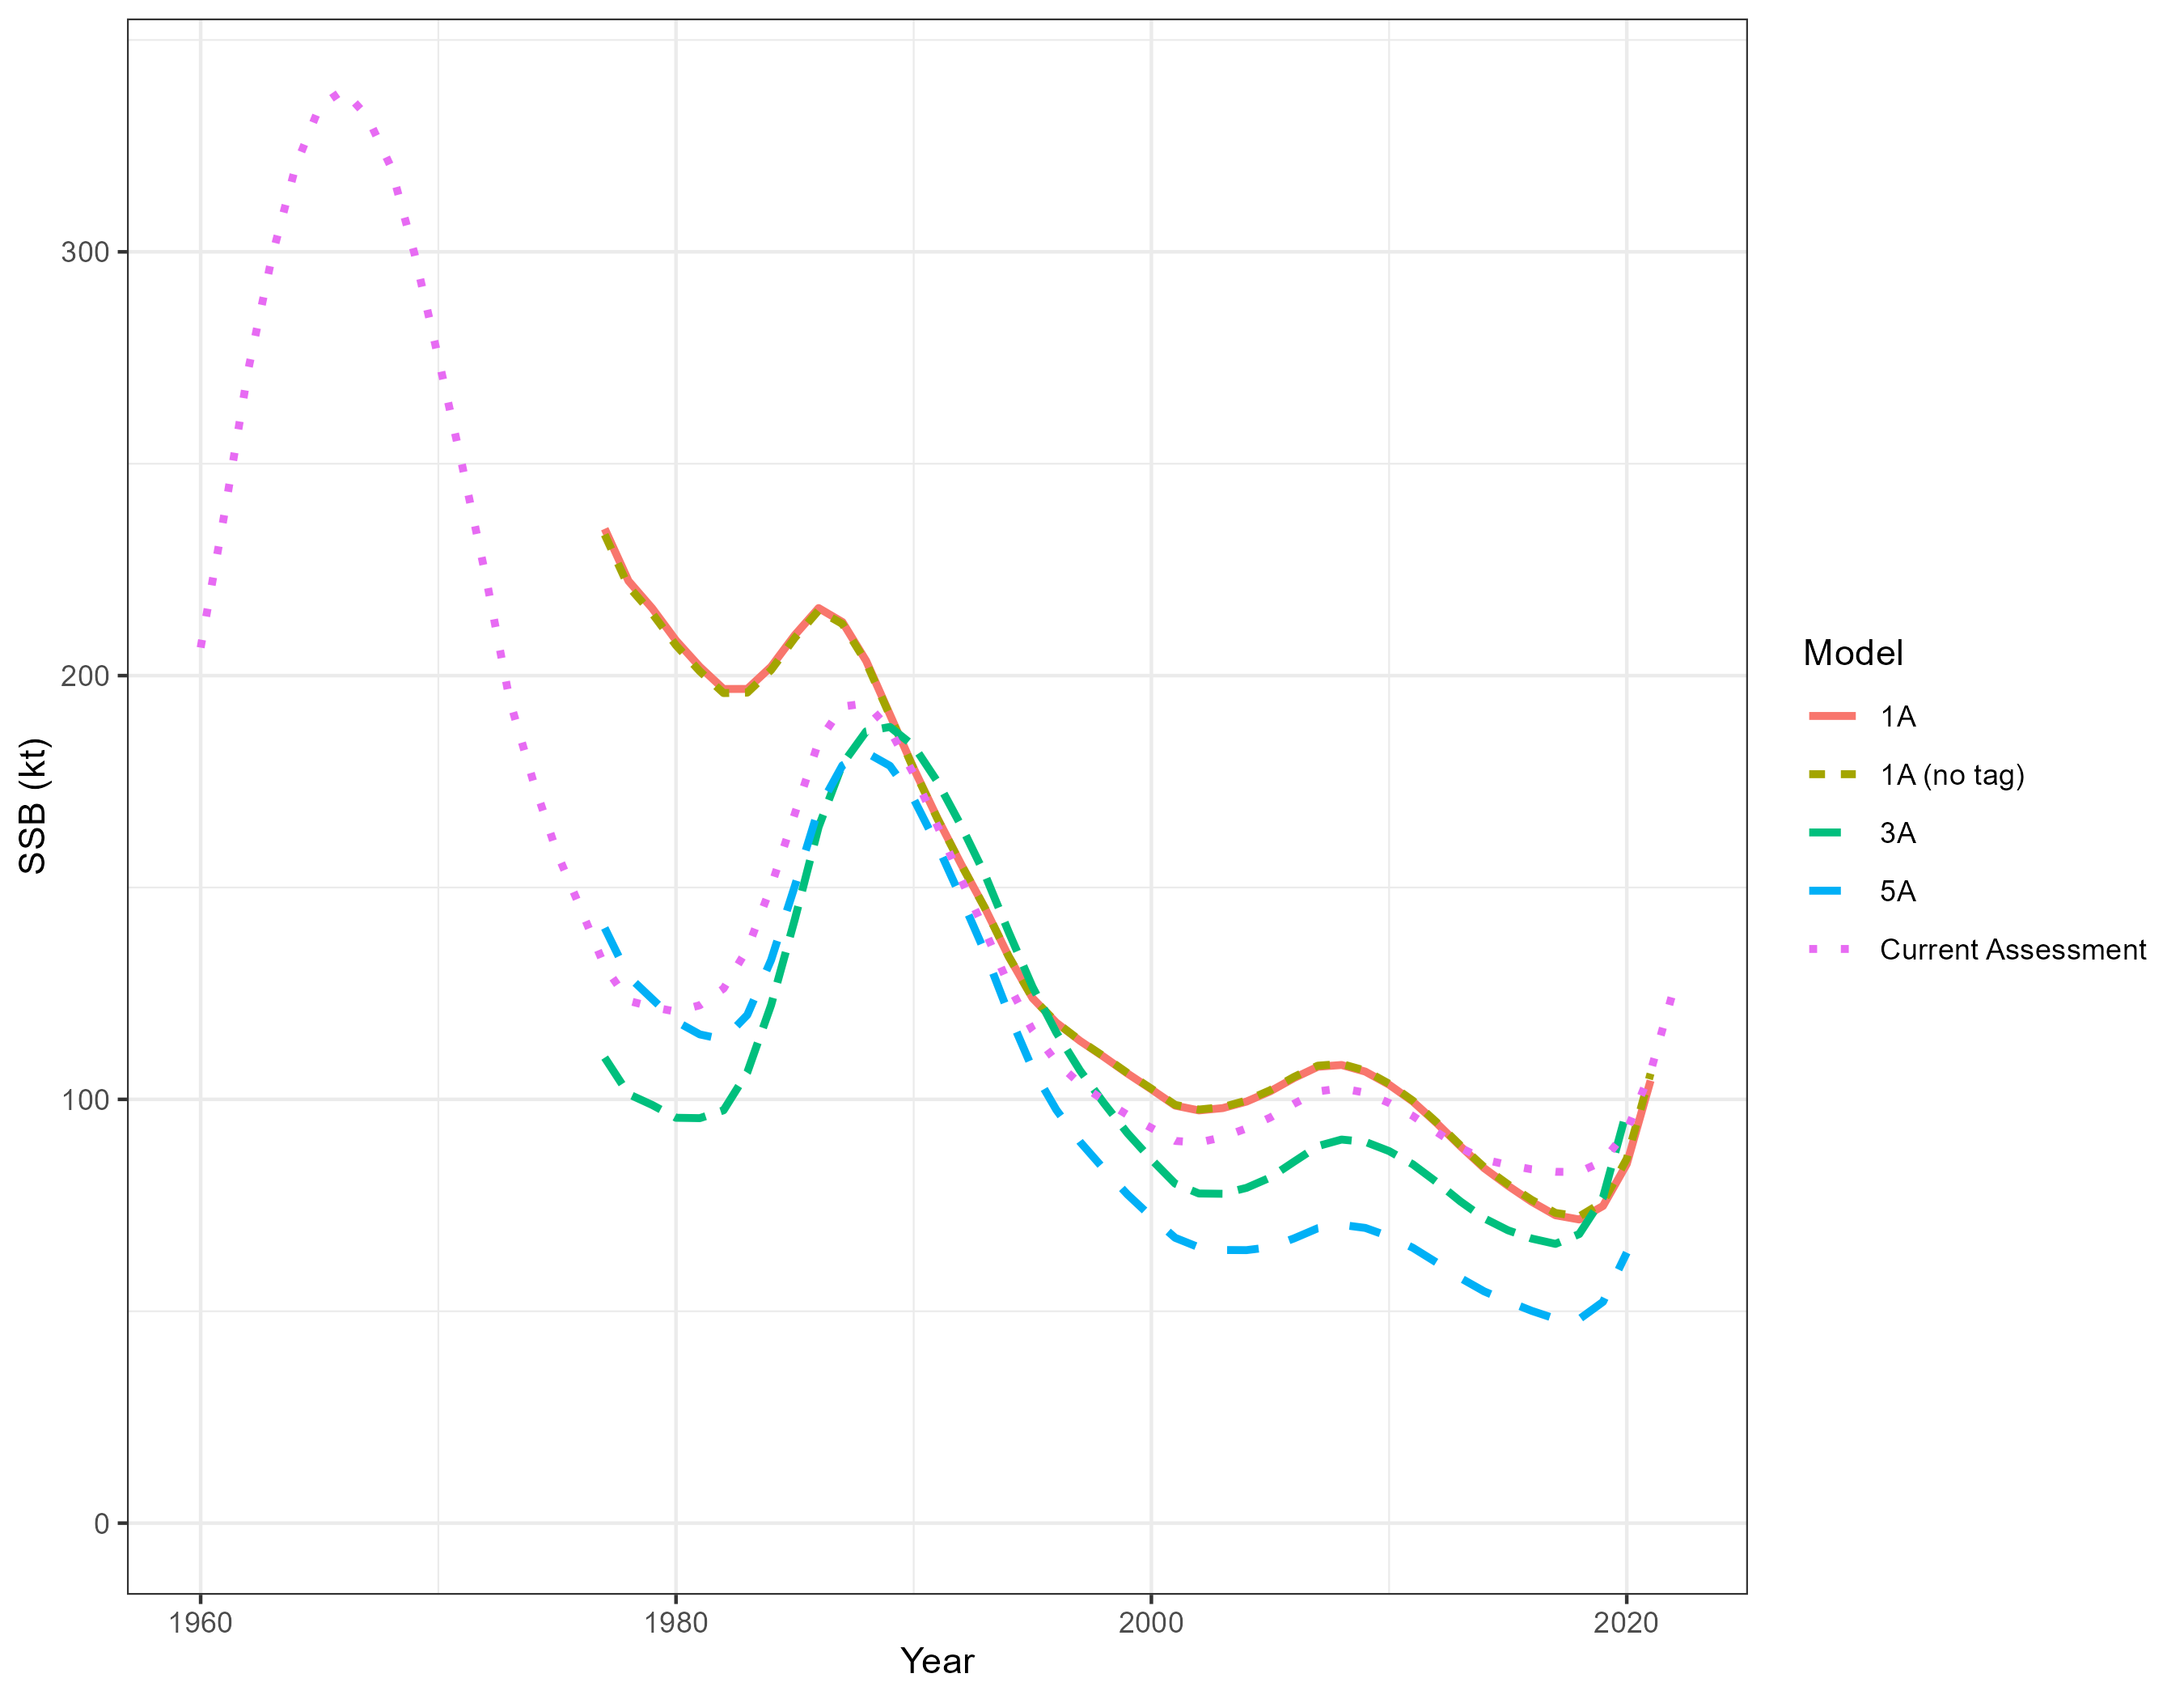 SSB (kt)
300
200
100
0
1960
1980
2000
2020
Year
Model
1A
1A (no tag)
3A
5A
Current Assessment